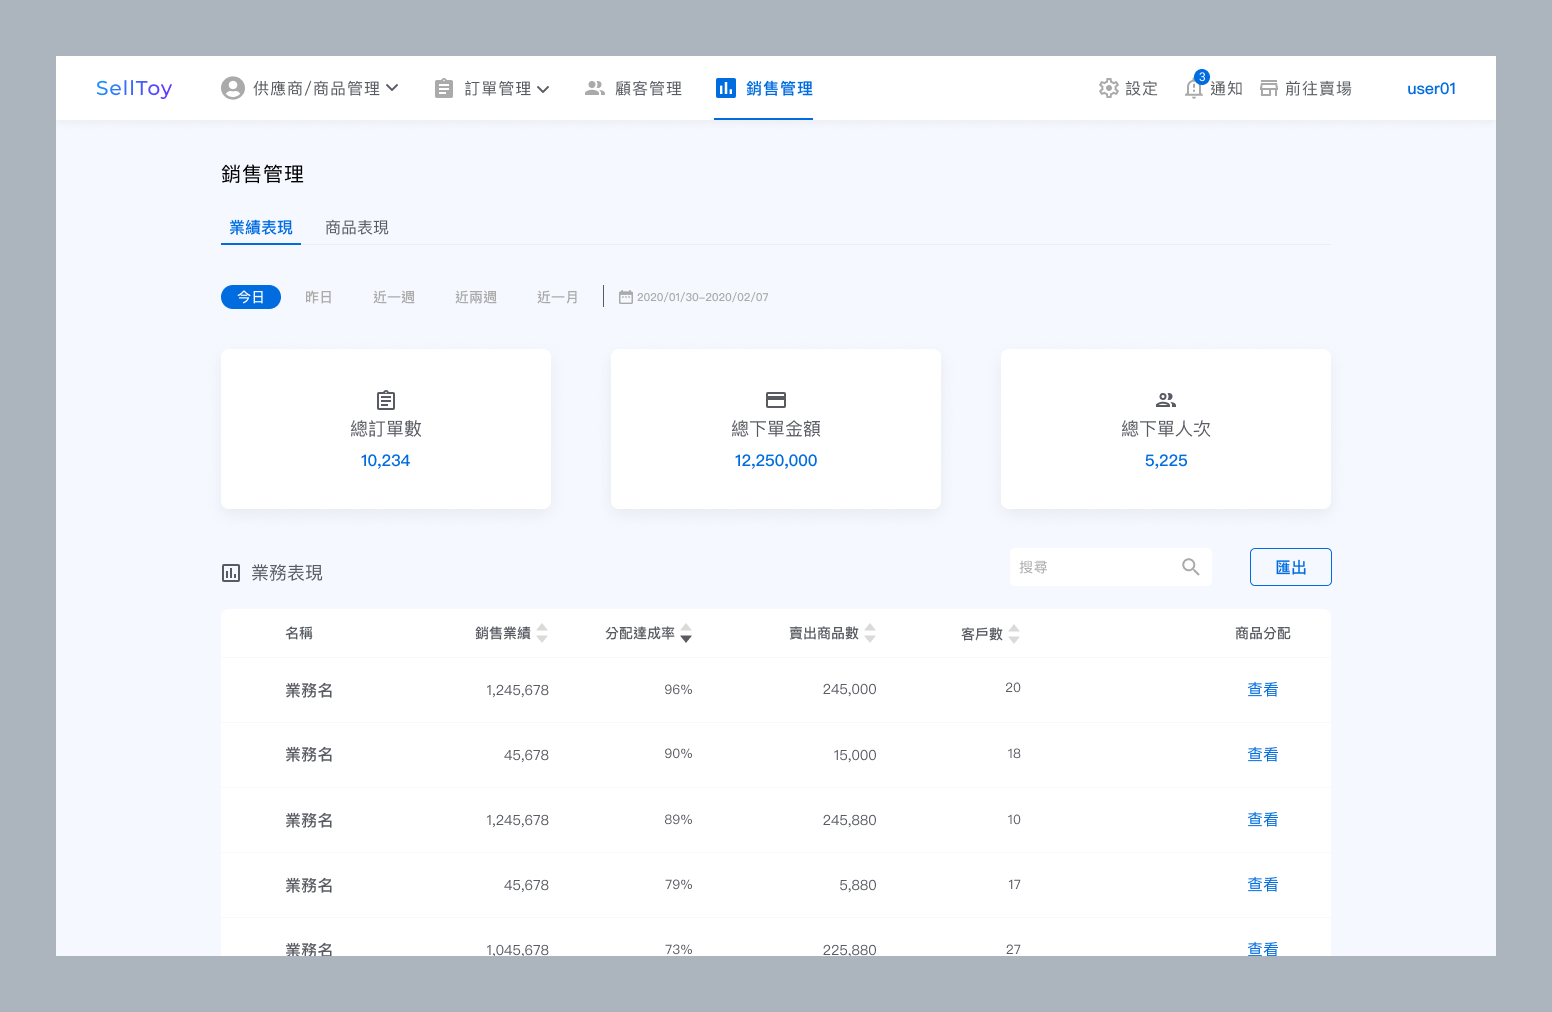 SellToy 供應商/商品管理 訂單管理 顧客管理 銷售管理 設定 3 通知 前往賣場 user01
銷售管理
業績表現 商品表現
今日 昨日 近一週 近兩週 近一月 2020/01/30~2020/02/07
總訂單數 總下單金額 總下單人次
10,234 12,250,000 5,225
業務表現 搜尋 匯出
名稱 銷售業績 分配達成率 賣出商品數 客戶數 商品分配
業務名 1,245,678 96% 245,000 20 查看
業務名 45,678 90% 15,000 18 查看
業務名 1,245,678 89% 245,880 10 查看
業務名 45,678 79% 5,880 17 查看
業務名 1,045,678 73% 225,880 27 查看